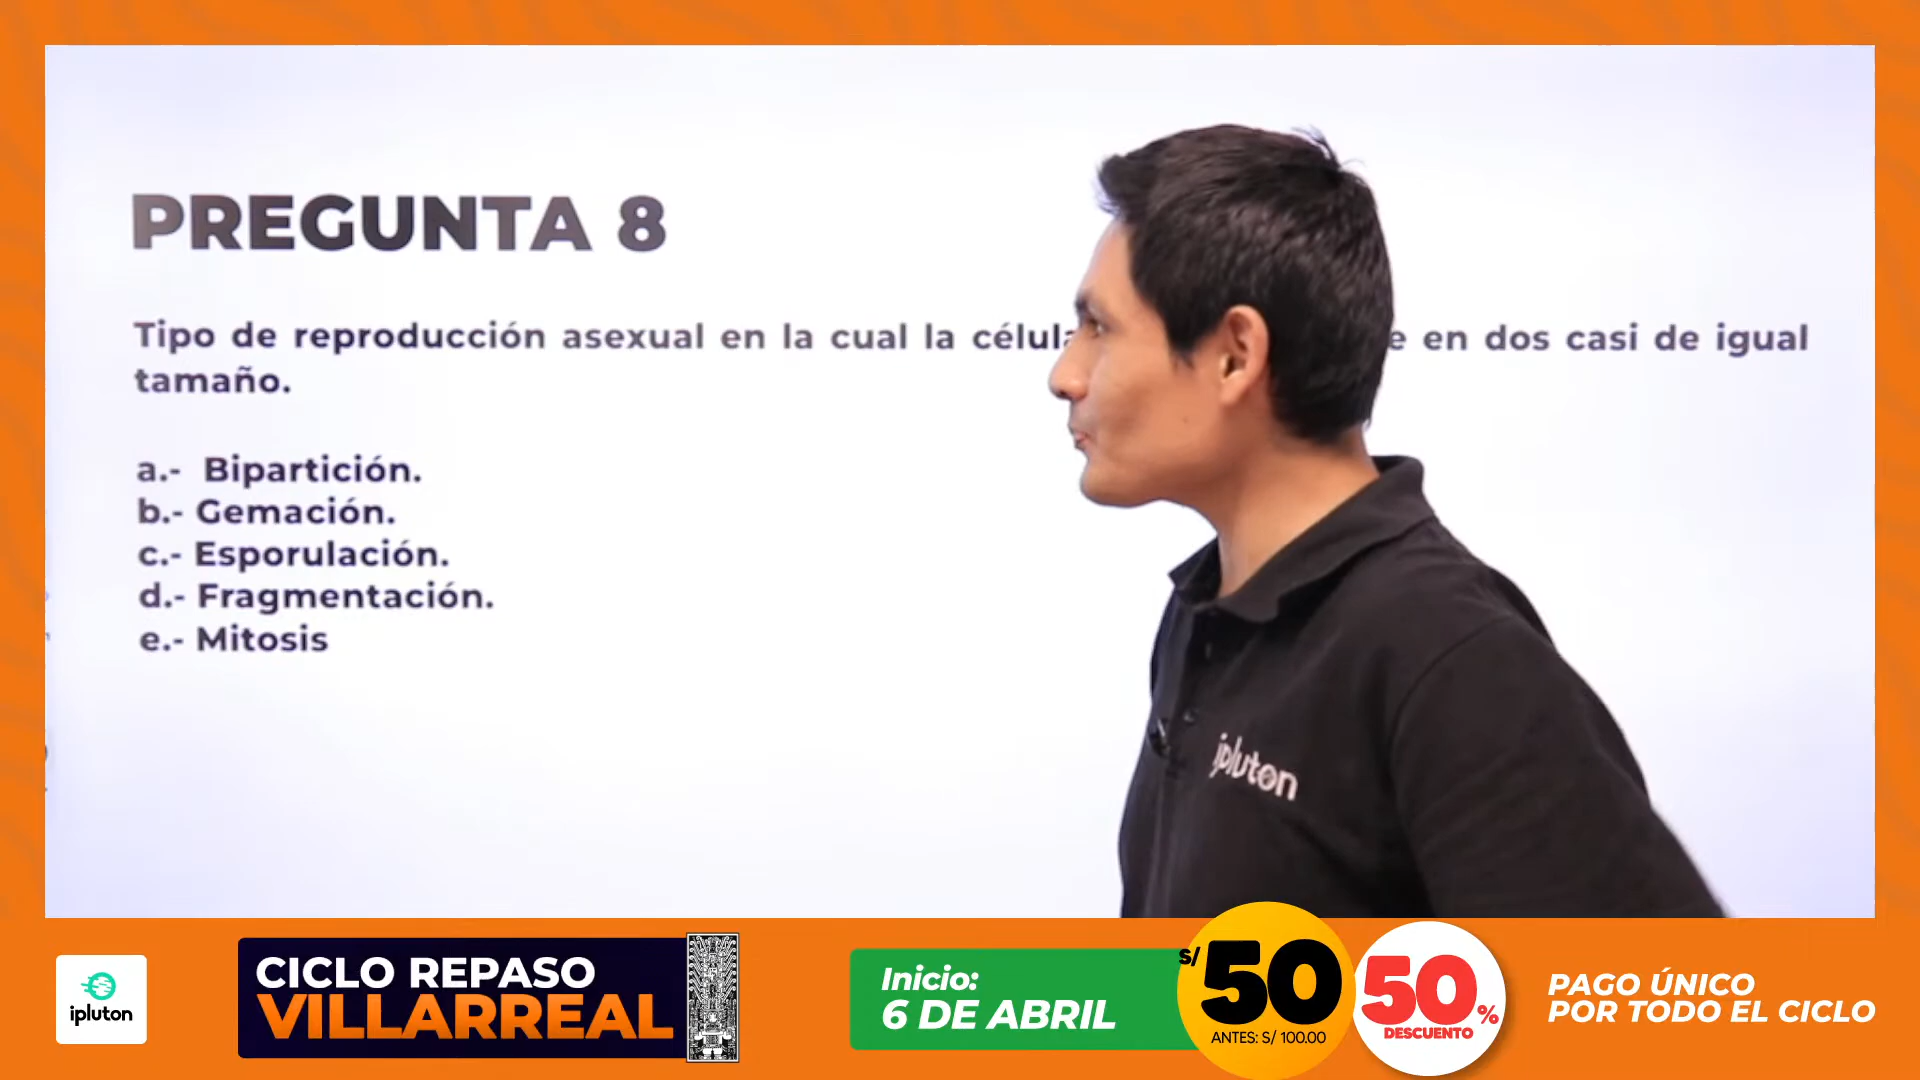 PREGUNTA 8
Tipo de reproducción asexual en la cual la célula en dos casi de igual
tamaño.
a.- Bipartición.
b.- Gemación.
c.- Esporulación.
d.- Fragmentación.
e.- Mitosis
ipluton
ipluton
CICLO REPASO
VILLARREAL
Inicio:
6 DE ABRIL
S/ 50
ANTES: S/ 100.00
50%
DESCUENTO
PAGO ÚNICO
POR TODO EL CICLO